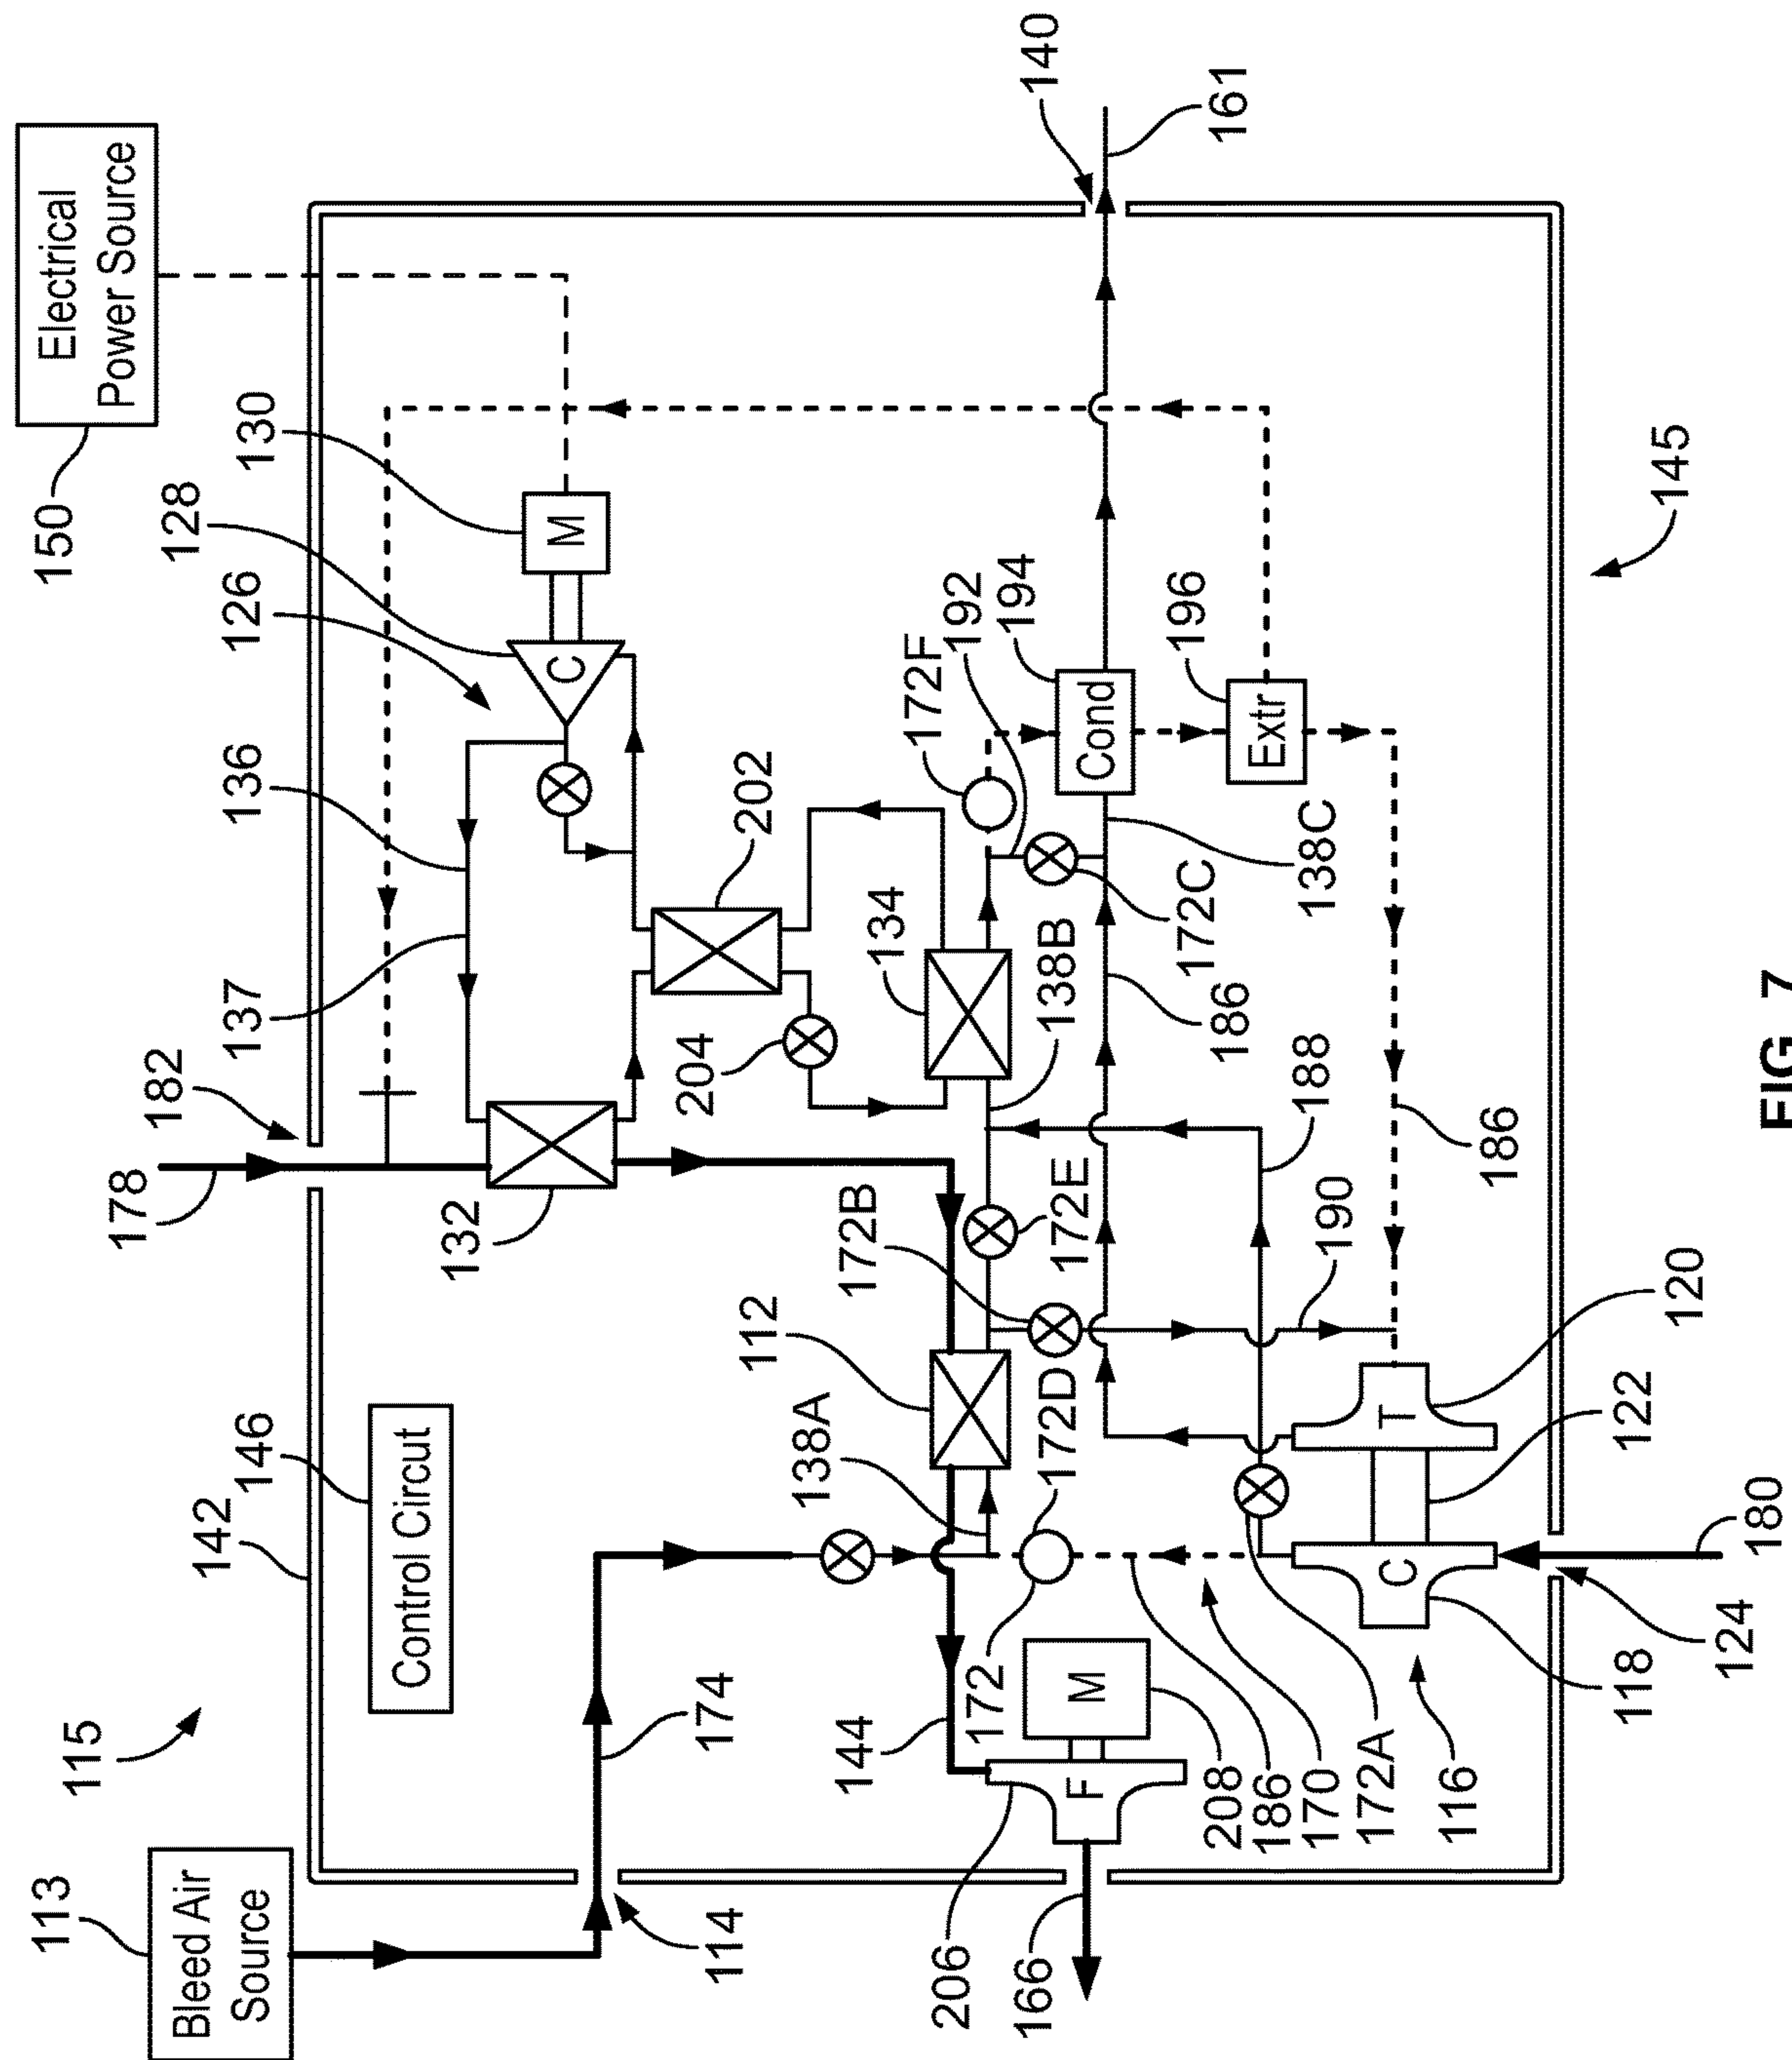 113
Bleed Air
Source
115
142
146
Control Circut
178
182
137
136
126
128
150
Electrical
Power Source
130
M
C
132
202
204
134
114
174
144
138A
112
172B
172E
138B
172F
192
194
Cond
140
161
206
166
F
M
208
172
172D
186
170
172A
116
C
118
124
180
T
122
120
190
188
186
186
172C
138C
196
Extr
145
FIG. 7